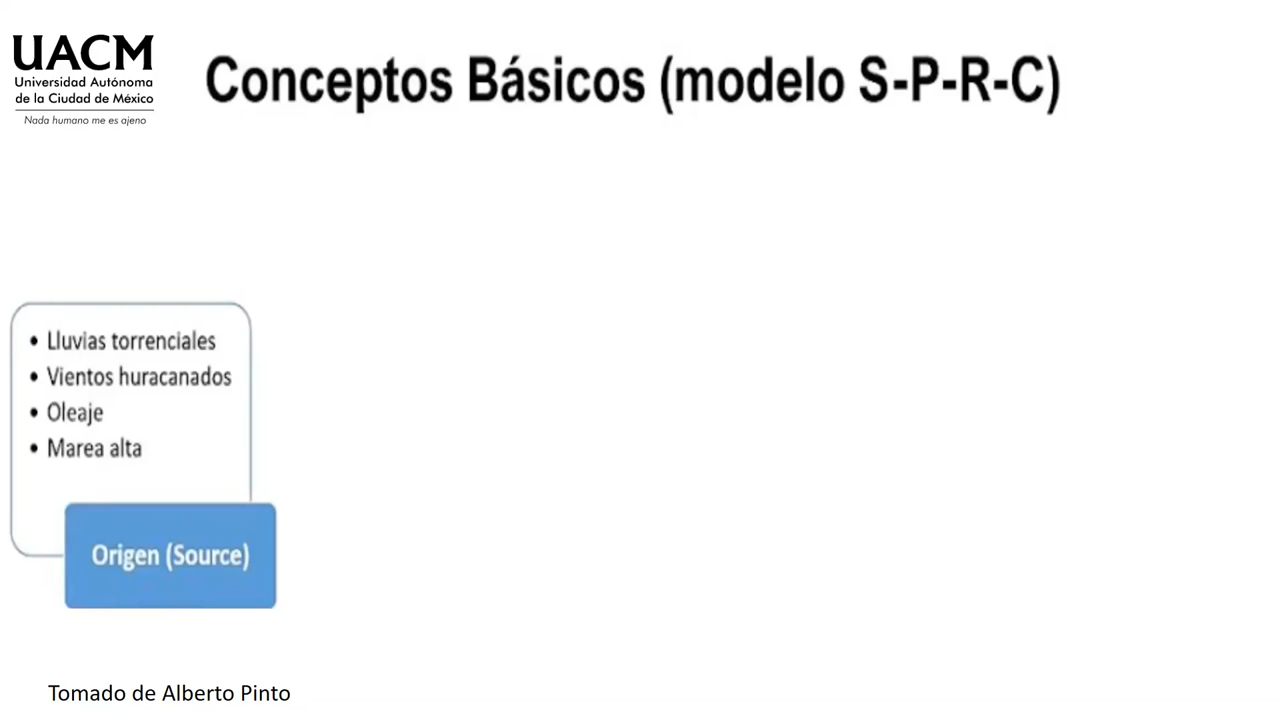 UACM
Universidad Autónoma
de la Ciudad de México
Nada humano me es ajeno
Conceptos Básicos (modelo S-P-R-C)
• Lluvias torrenciales
• Vientos huracanados
• Oleaje
• Marea alta
Origen (Source)
Tomado de Alberto Pinto